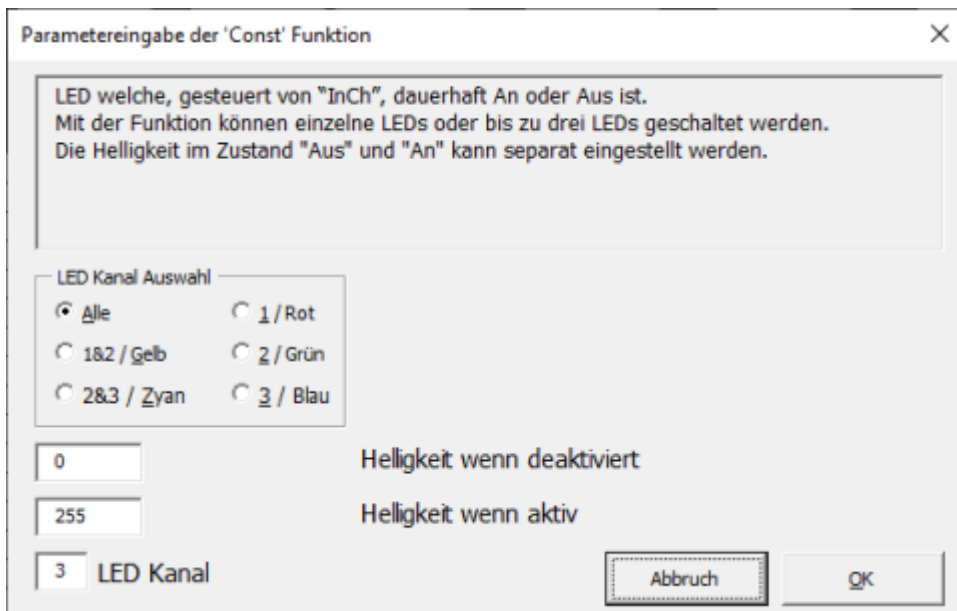 Parametereingabe der 'Const' Funktion
LED welche, gesteuert von "InCh", dauerhaft An oder Aus ist.
Mit der Funktion können einzelne LEDs oder bis zu drei LEDs geschaltet werden.
Die Helligkeit im Zustand "Aus" und "An" kann separat eingestellt werden.
LED Kanal Auswahl
Alle 1 / Rot
1&2 / Gelb 2 / Grün
2&3 / Zyan 3 / Blau
0 Helligkeit wenn deaktiviert
255 Helligkeit wenn aktiv
3 LED Kanal Abbruch OK